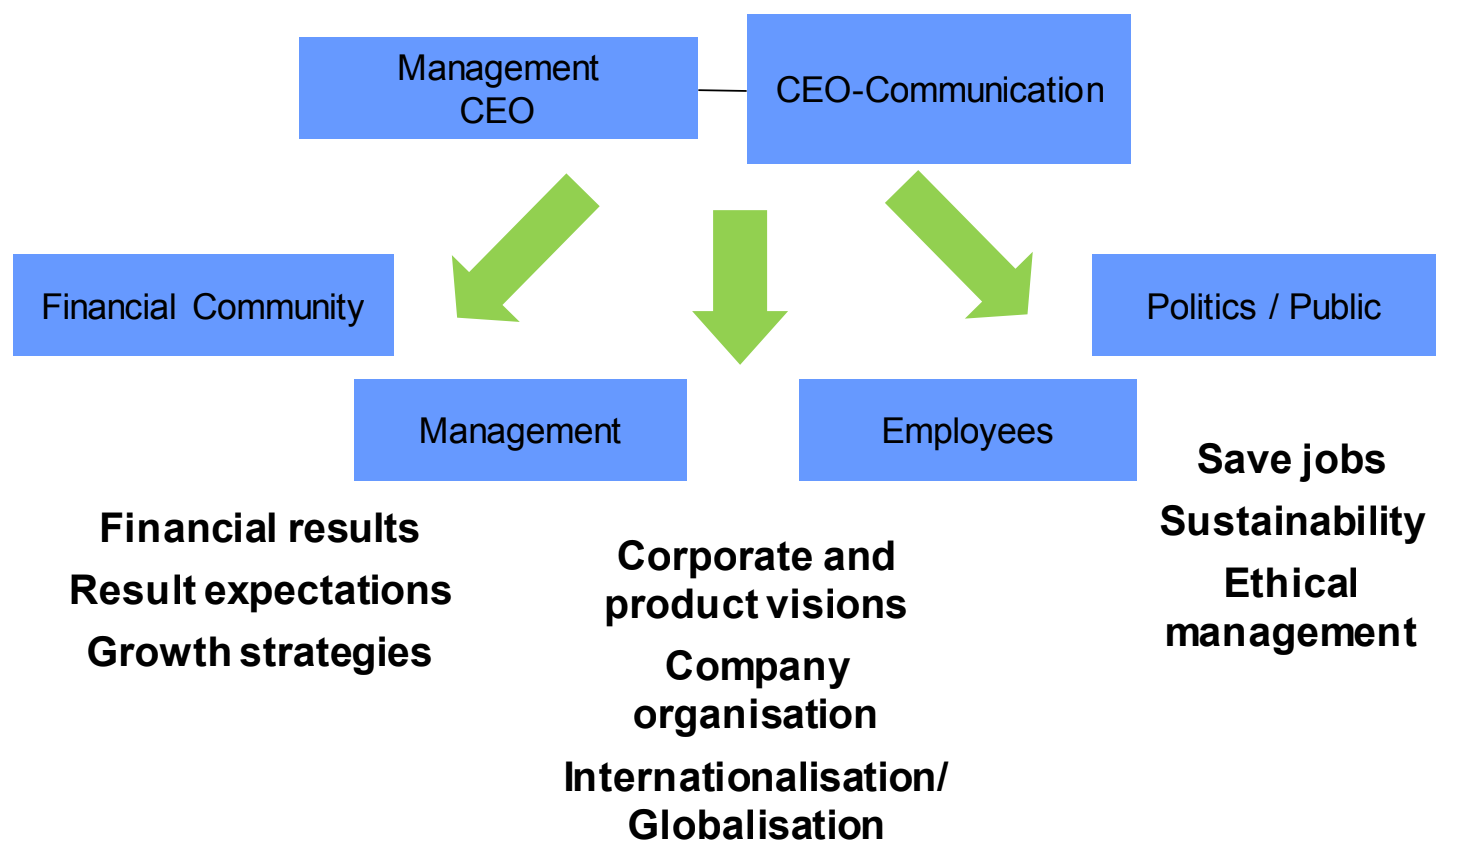 Management
CEO
CEO-Communication
Financial Community
Politics / Public
Management
Employees
Financial results
Result expectations
Growth strategies
Corporate and
product visions
Company
organisation
Internationalisation/
Globalisation
Save jobs
Sustainability
Ethical
management